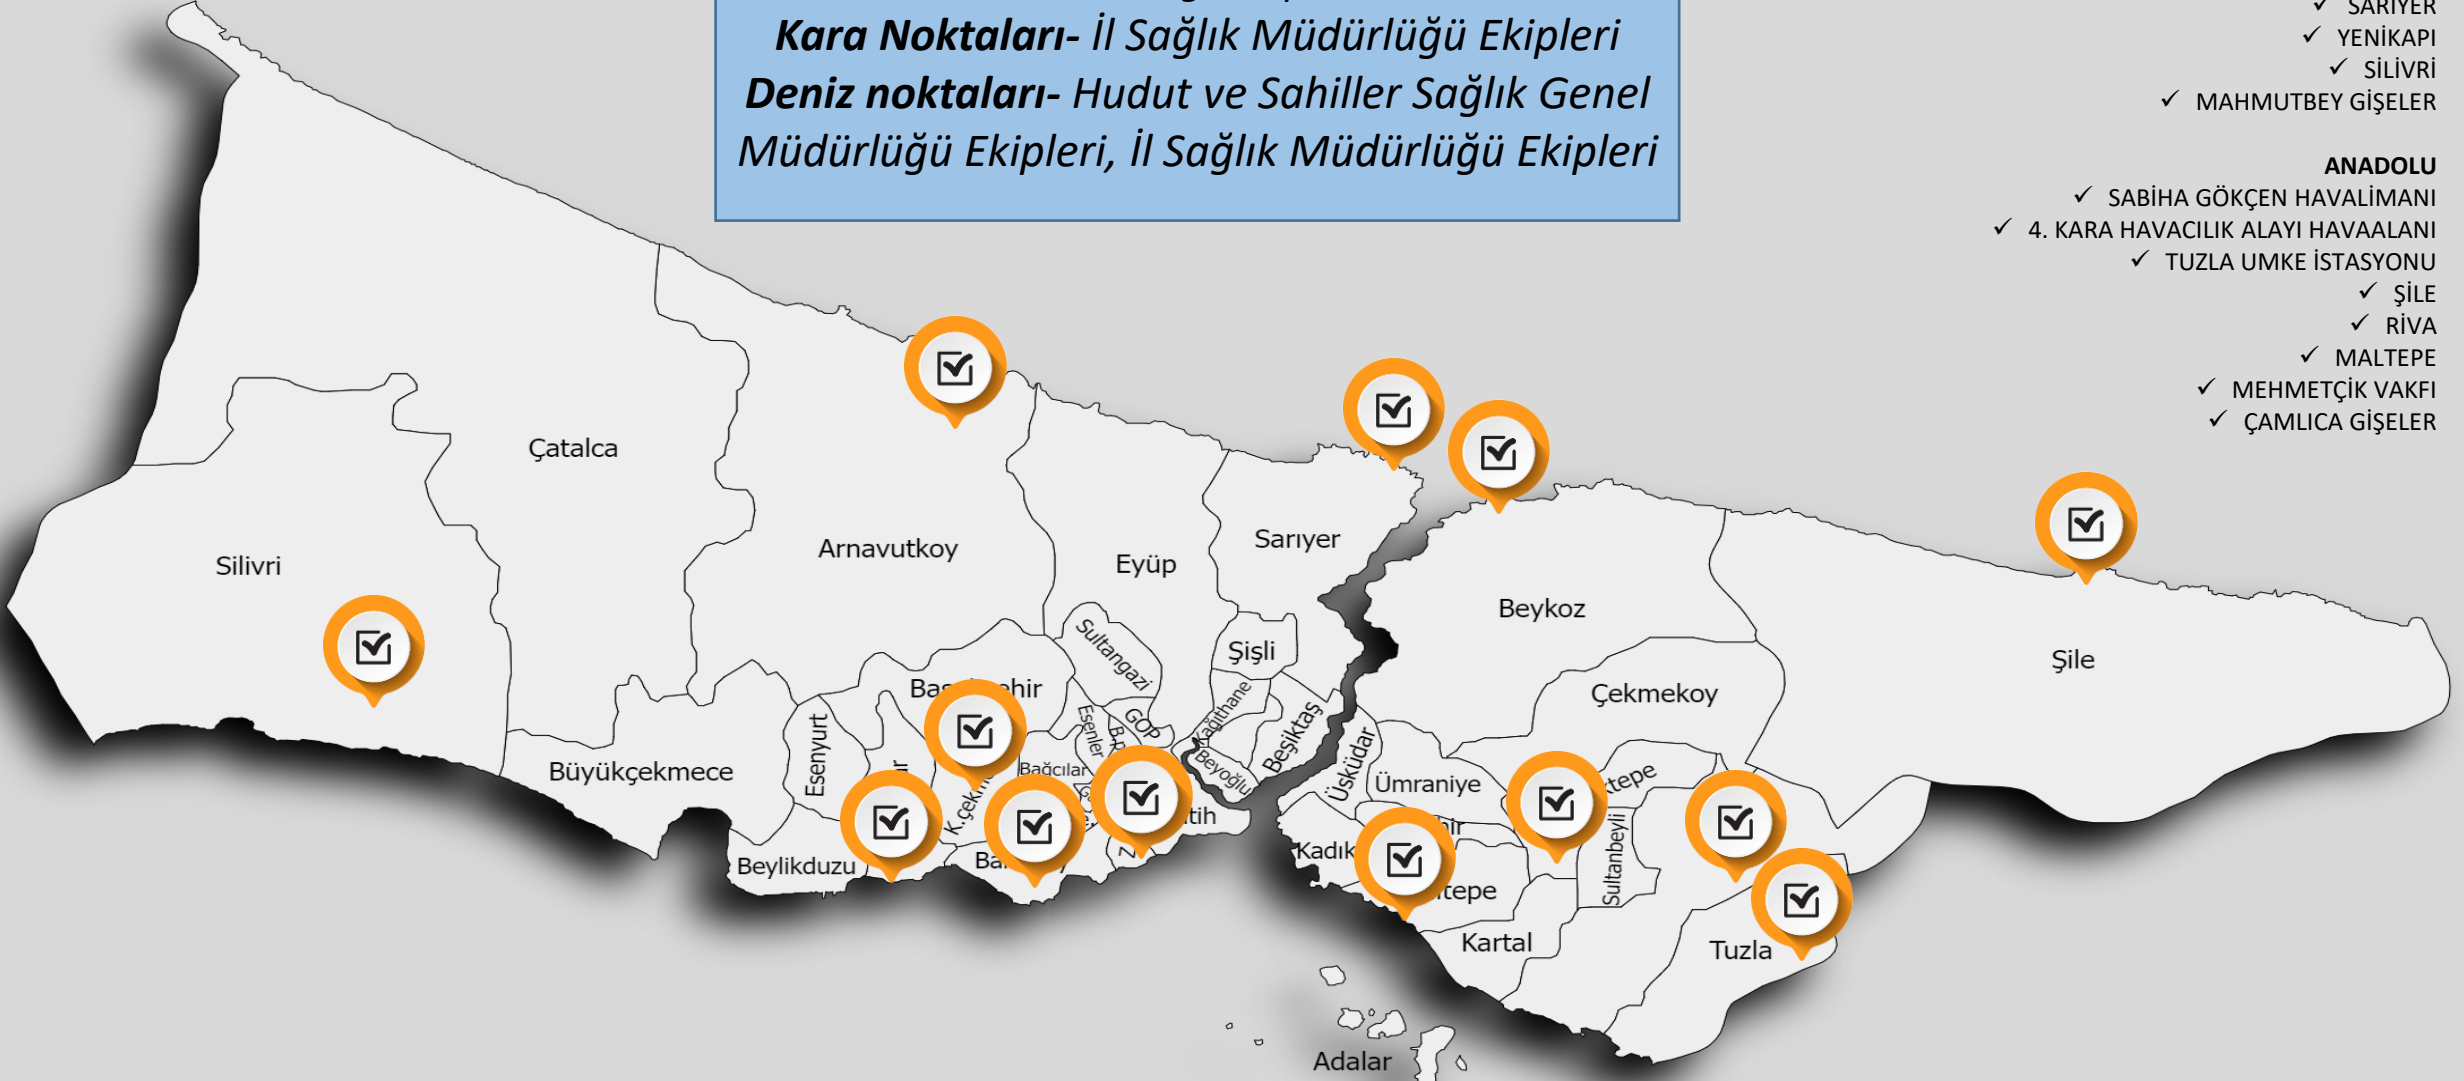 Kara Noktaları- İl Sağlık Müdürlüğü Ekipleri
Deniz noktaları- Hudut ve Sahiller Sağlık Genel
Müdürlüğü Ekipleri, İl Sağlık Müdürlüğü Ekipleri
✓ SARIYER
✓ YENİKAPI
✓ SİLİVRİ
✓ MAHMUTBEY GİŞELER
ANADOLU
✓ SABİHA GÖKÇEN HAVALİMANI
✓ 4. KARA HAVACILIK ALAYI HAVAALANI
✓ TUZLA UMKE İSTASYONU
✓ ŞİLE
✓ RİVA
✓ MALTEPE
✓ MEHMETÇİK VAKFI
✓ ÇAMLICA GİŞELER
Çatalca
Silivri
Arnavutkoy
Eyüp
Sarıyer
Beykoz
Şile
Sultangazi
Şişli
Çekmekoy
Kağıthane
Beşiktaş
Esenler
GOP
Esenyurt
Büyükçekmece
Bağcılar
Beyoğlu
Üsküdar
Ümraniye
Sultanbeyli
Beylikduzu
Kartal
Tuzla
Adalar